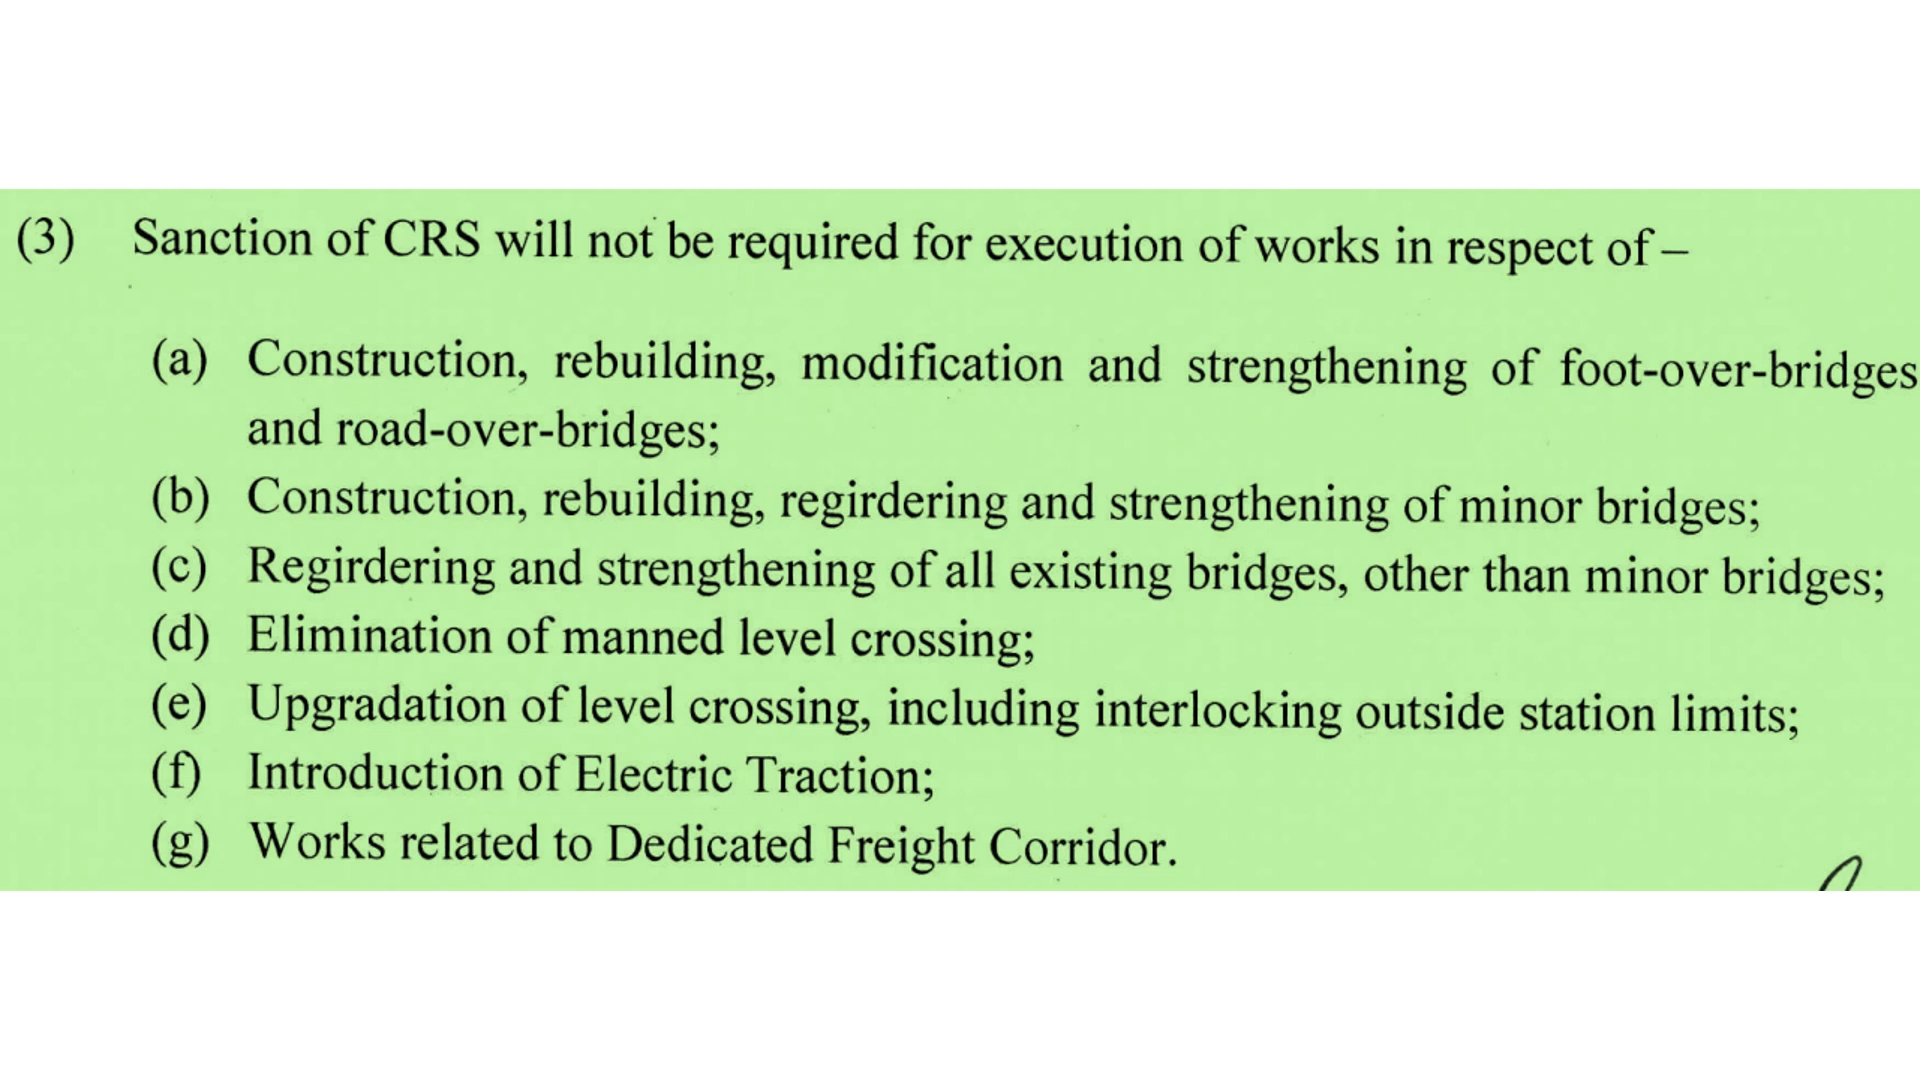 (3) Sanction of CRS will not be required for execution of works in respect of –
(a) Construction, rebuilding, modification and strengthening of foot-over-bridges
and road-over-bridges;
(b) Construction, rebuilding, regirdering and strengthening of minor bridges;
(c) Regirdering and strengthening of all existing bridges, other than minor bridges;
(d) Elimination of manned level crossing;
(e) Upgradation of level crossing, including interlocking outside station limits;
(f) Introduction of Electric Traction;
(g) Works related to Dedicated Freight Corridor.